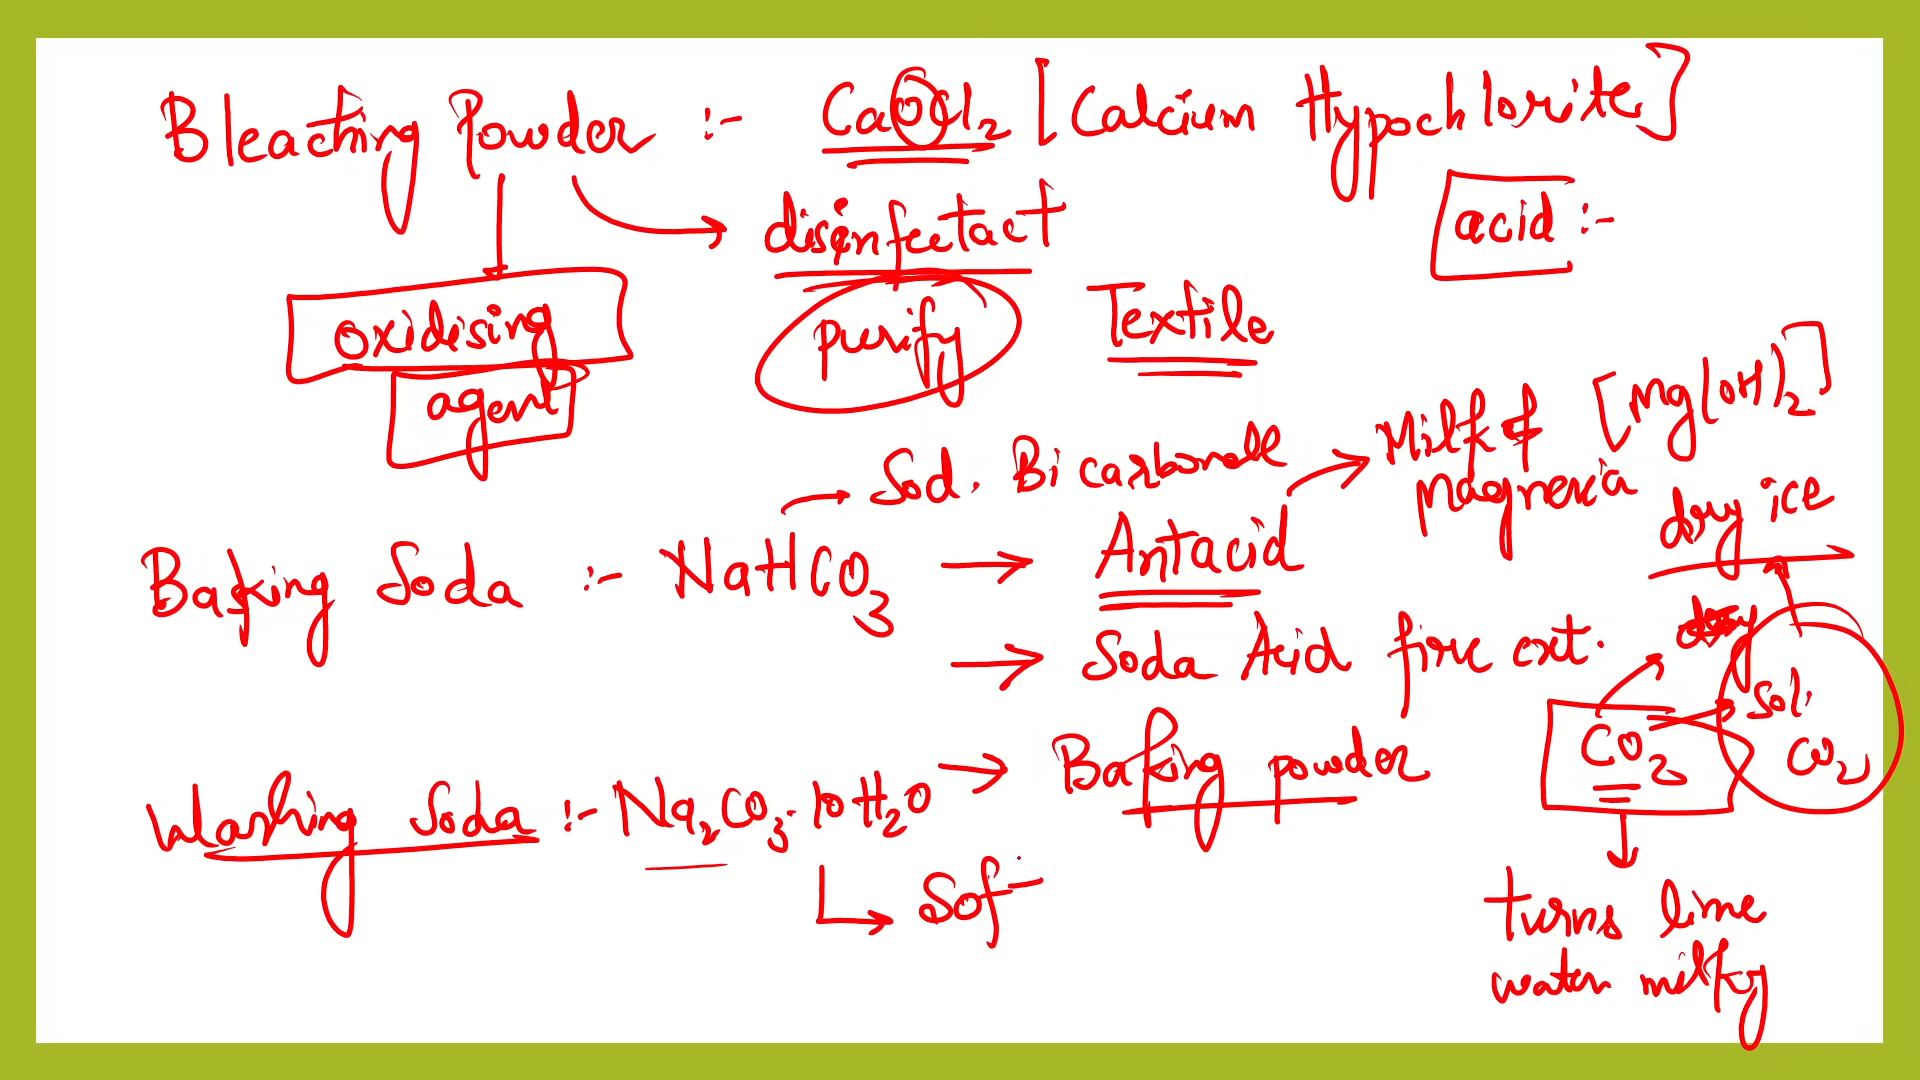 Bleaching Powder :- CaOCl₂ [Calcium Hypochlorite]
disinfectact
acid :-
oxidising
agent
purify
Textile
Milk of [Mg(OH)₂]
Magnesia
Sod. Bicarbonate
dry ice
Baking Soda :- NaHCO₃ → Antacid
→ Soda Acid fire ext.
dry
Sol.
CO₂
CO₂
→ Baking powder
Washing Soda :- Na₂CO₃.10H₂O
Soft
turns lime
water milky